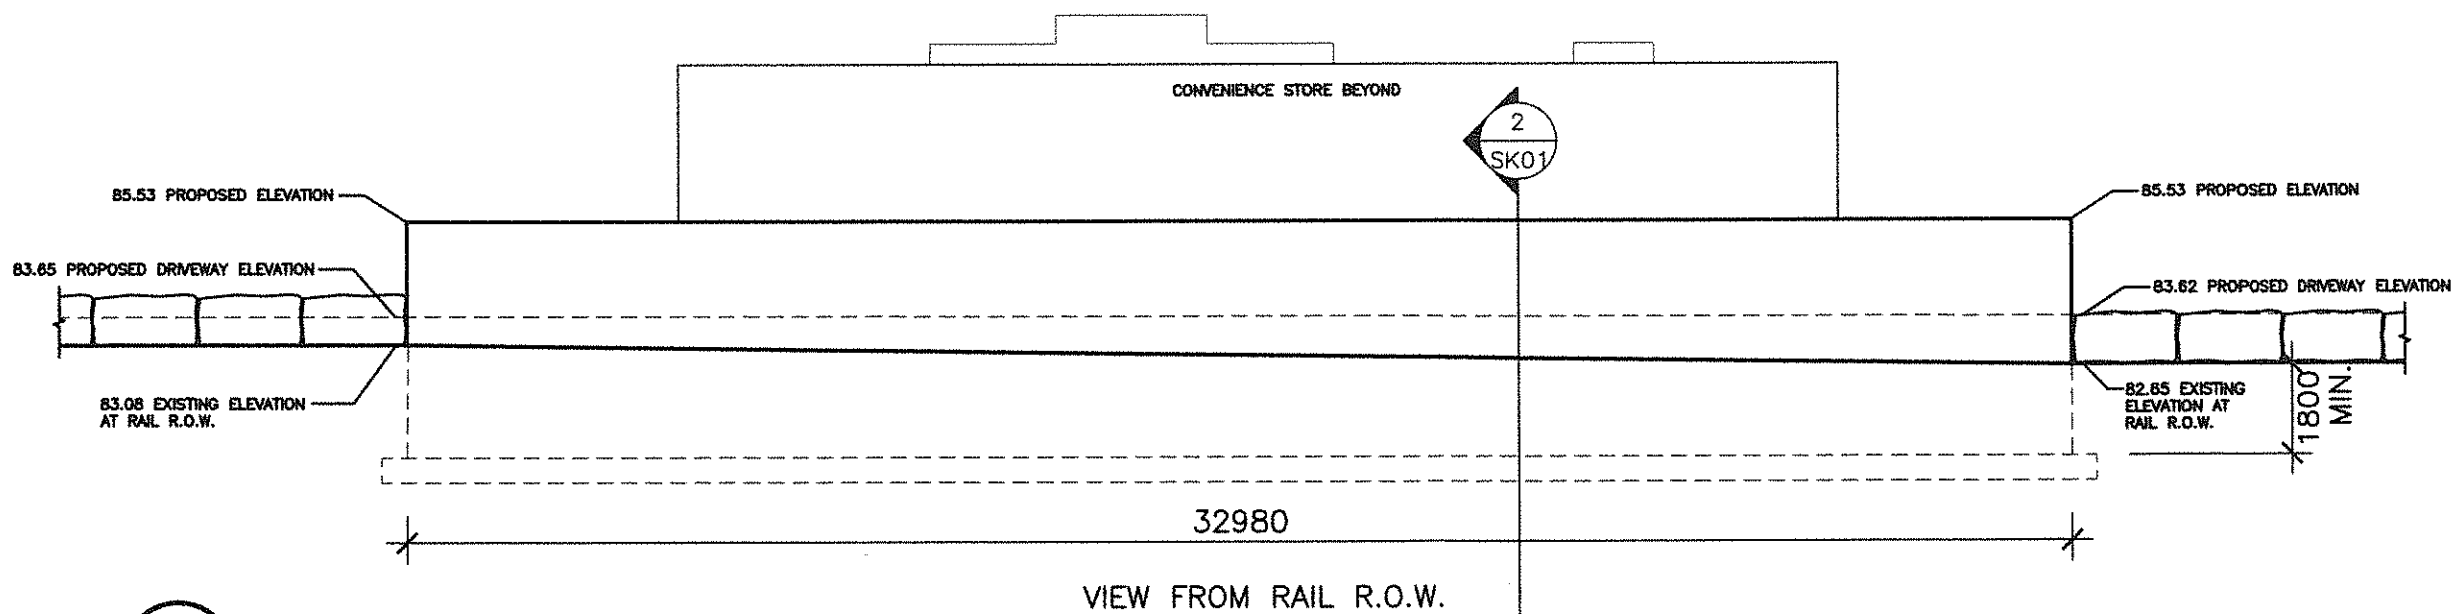 CONVENIENCE STORE BEYOND
2
SK01
85.53 PROPOSED ELEVATION
85.53 PROPOSED ELEVATION
83.65 PROPOSED DRIVEWAY ELEVATION
83.62 PROPOSED DRIVEWAY ELEVATION
83.08 EXISTING ELEVATION
AT RAIL R.O.W.
82.65 EXISTING
ELEVATION AT
RAIL R.O.W.
1800
MIN.
32980
VIEW FROM RAIL R.O.W.